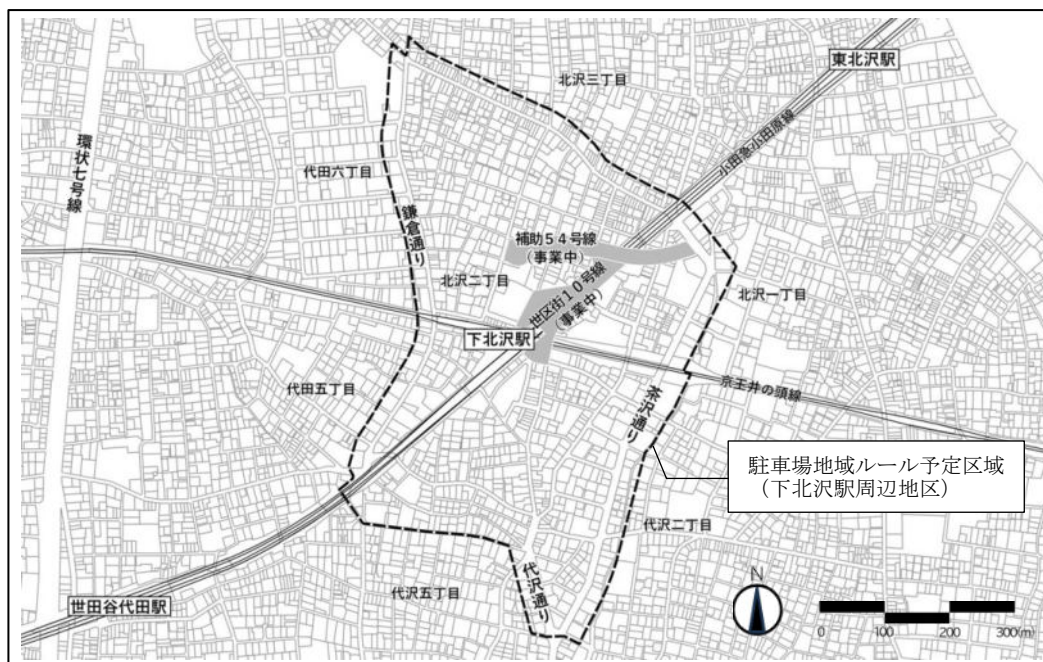 東北沢駅
北沢三丁目
小田急小田原線
環状七号線
代田六丁目
鎌倉通り
補助54号線
(事業中)
北沢二丁目
世区街10号線
(事業中)
北沢一丁目
下北沢駅
京王井の頭線
代田五丁目
茶沢通り
駐車場地域ルール予定区域
(下北沢駅周辺地区)
代沢二丁目
代沢通り
代沢五丁目
世田谷代田駅
N
0 100 200 300(m)